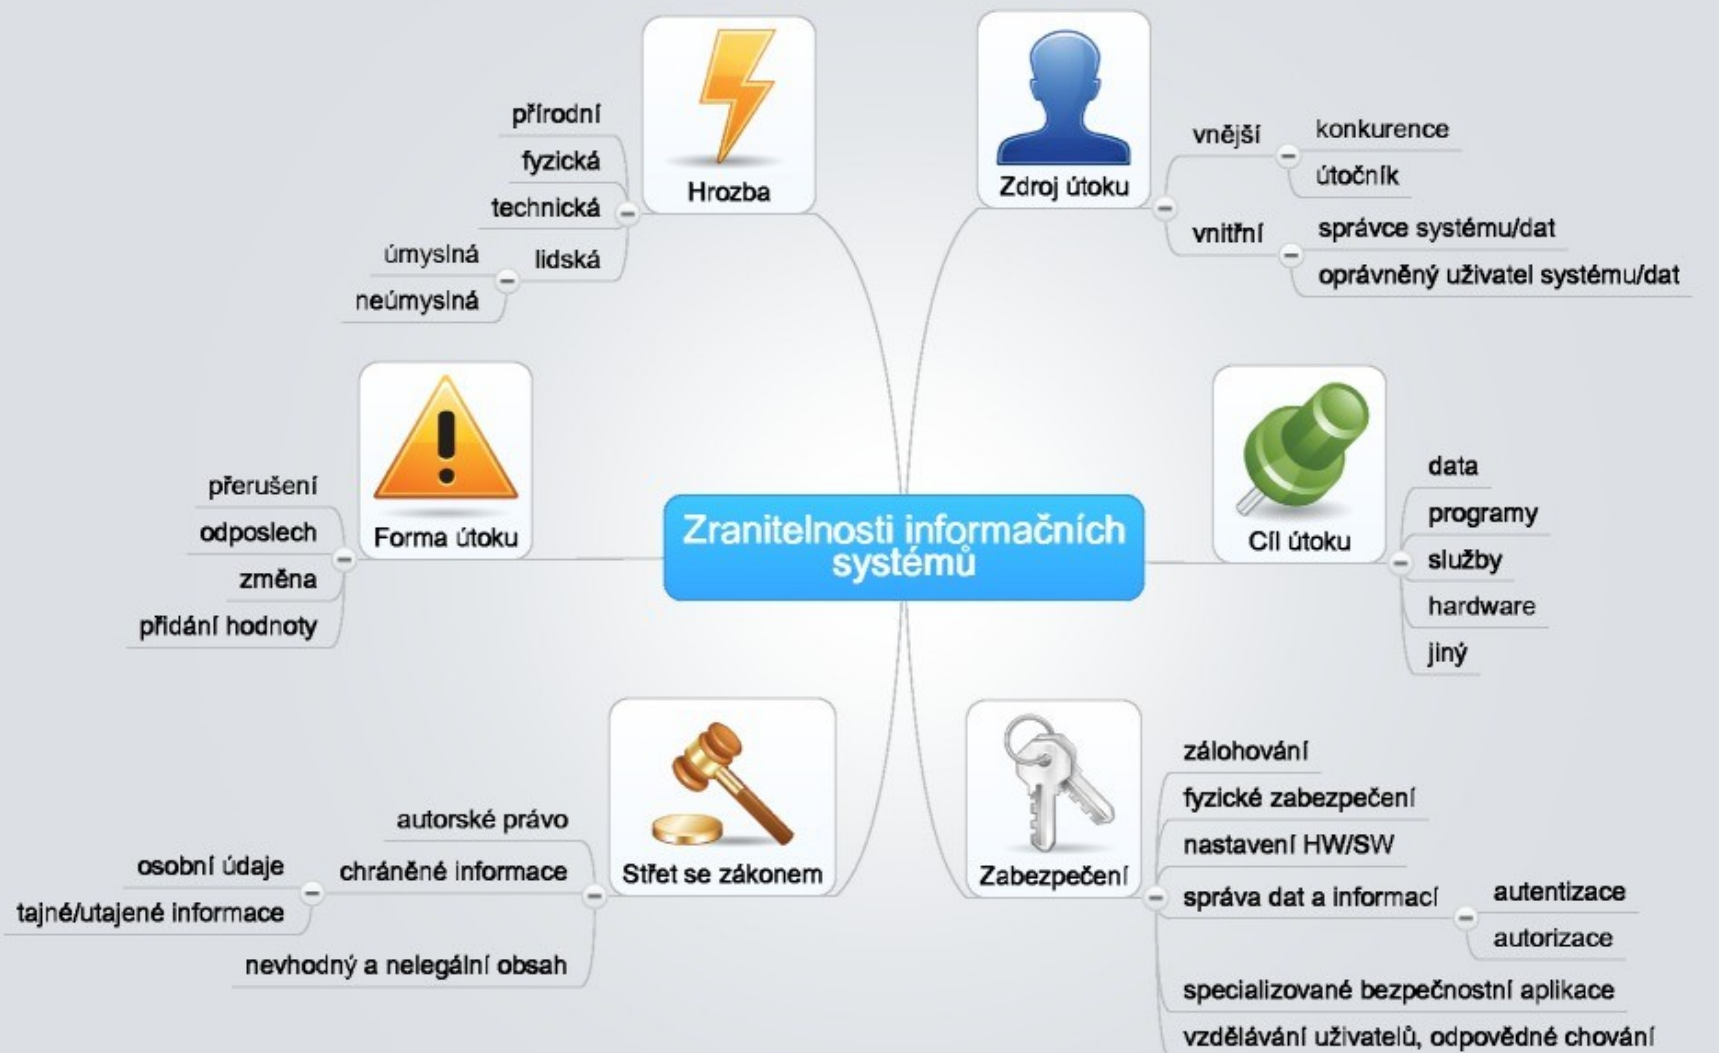 Hrozba
přírodní
fyzická
technická
lidská
úmyslná
neúmyslná
Zdroj útoku
vnější
konkurence
útočník
vnitřní
správce systému/dat
oprávněný uživatel systému/dat
Forma útoku
přerušení
odposlech
změna
přidání hodnoty
Zranitelnosti informačních
systémů
Cíl útoku
data
programy
služby
hardware
jiný
Střet se zákonem
autorské právo
chráněné informace
osobní údaje
tajné/utajené informace
nevhodný a nelegální obsah
Zabezpečení
zálohování
fyzické zabezpečení
nastavení HW/SW
správa dat a informací
autentizace
autorizace
specializované bezpečnostní aplikace
vzdělávání uživatelů, odpovědné chování